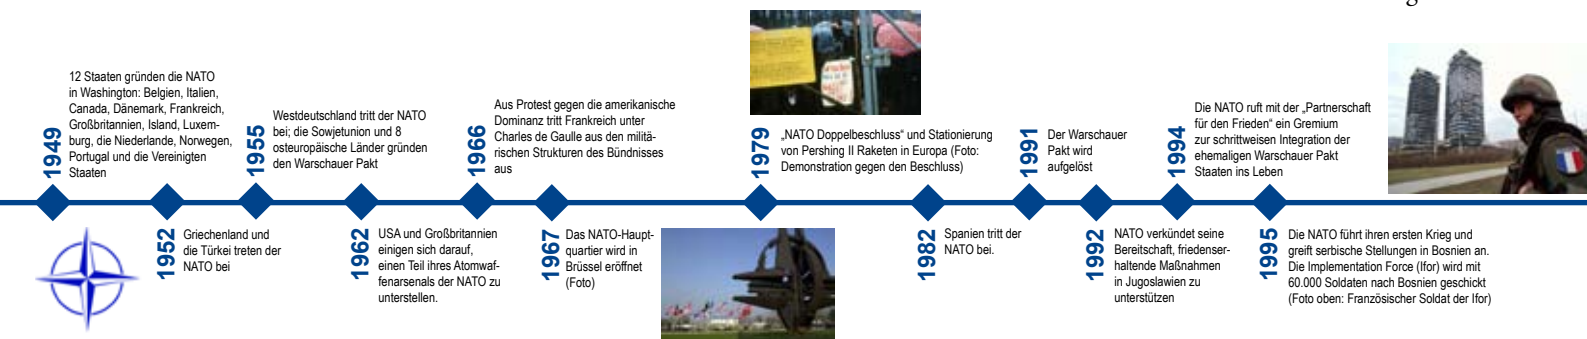 g
1949
12 Staaten gründen die NATO
in Washington: Belgien, Italien,
Canada, Dänemark, Frankreich,
Großbritannien, Island, Luxem-
burg, die Niederlande, Norwegen,
Portugal und die Vereinigten
Staaten
1952
Griechenland und
die Türkei treten der
NATO bei
1955
Westdeutschland tritt der NATO
bei; die Sowjetunion und 8
osteuropäische Länder gründen
den Warschauer Pakt
1962
USA und Großbritannien
einigen sich darauf,
einen Teil ihres Atomwaf-
fenarsenals der NATO zu
unterstellen.
1966
Aus Protest gegen die amerikanische
Dominanz tritt Frankreich unter
Charles de Gaulle aus den militä-
rischen Strukturen des Bündnisses
aus
1967
Das NATO-Haupt-
quartier wird in
Brüssel eröffnet
(Foto)
1979
„NATO Doppelbeschluss“ und Stationierung
von Pershing II Raketen in Europa (Foto:
Demonstration gegen den Beschluss)
1982
Spanien tritt der
NATO bei.
1991
Der Warschauer
Pakt wird
aufgelöst
1992
NATO verkündet seine
Bereitschaft, friedenser-
haltende Maßnahmen
in Jugoslawien zu
unterstützen
1994
Die NATO ruft mit der „Partnerschaft
für den Frieden“ ein Gremium
zur schrittweisen Integration der
ehemaligen Warschauer Pakt
Staaten ins Leben
1995
Die NATO führt ihren ersten Krieg und
greift serbische Stellungen in Bosnien an.
Die Implementation Force (Ifor) wird mit
60.000 Soldaten nach Bosnien geschickt
(Foto oben: Französischer Soldat der Ifor)